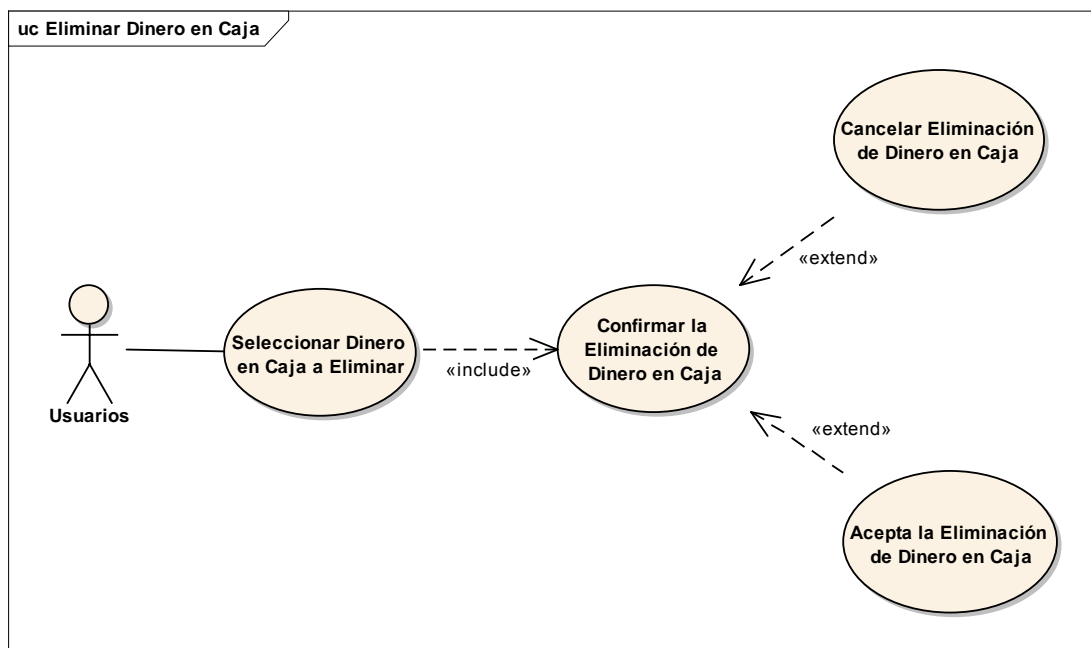 uc Eliminar Dinero en Caja
Cancelar Eliminación
de Dinero en Caja
«extend»
Seleccionar Dinero
en Caja a Eliminar
«include»
Confirmar la
Eliminación de
Dinero en Caja
Usuarios
«extend»
Acepta la Eliminación
de Dinero en Caja